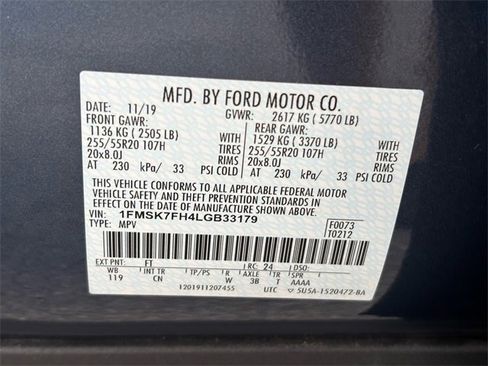 MFD. BY FORD MOTOR CO.
DATE: 11/19 GVWR: 2617 KG ( 5770 LB)
FRONT GAWR: REAR GAWR:
1136 KG ( 2505 LB) 1529 KG ( 3370 LB)
255/55R20 107H TIRES 255/55R20 107H TIRES
20x8.0J RIMS 20x8.0J RIMS
AT 230 kPa/ 33 PSI COLD AT 230 kPa/ 33 PSI COLD
THIS VEHICLE CONFORMS TO ALL APPLICABLE FEDERAL MOTOR
VEHICLE SAFETY AND BUMPER STANDARDS IN EFFECT ON THE DATE OF
MANUFACTURE SHOWN ABOVE.
VIN: 1FMSK7FH4LGB33179 F0073
TYPE: MPV T0212
EXT PNT: FT RC: 24 DSO:
WB INT TR TP/PS R AXLE TR SPR
119 CN W 3B T AAAA
1201911207455 UTC 5U5A-1520472-BA